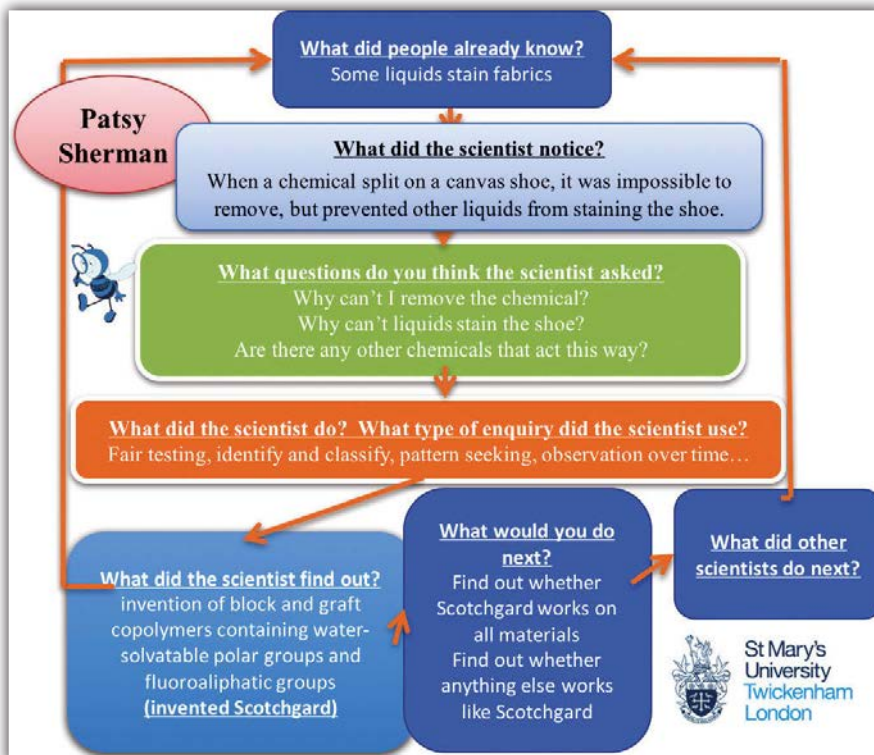 What did people already know?
Some liquids stain fabrics
Patsy
Sherman
What did the scientist notice?
When a chemical split on a canvas shoe, it was impossible to
remove, but prevented other liquids from staining the shoe.
What questions do you think the scientist asked?
Why can't I remove the chemical?
Why can't liquids stain the shoe?
Are there any other chemicals that act this way?
What did the scientist do?  What type of enquiry did the scientist use?
Fair testing, identify and classify, pattern seeking, observation over time…
What did the scientist find out?
invention of block and graft
copolymers containing water-
solvatable polar groups and
fluoroaliphatic groups
(invented Scotchgard)
What would you do
next?
Find out whether
Scotchgard works on
all materials
Find out whether
anything else works
like Scotchgard
What did other
scientists do next?
St Mary's
University
Twickenham
London